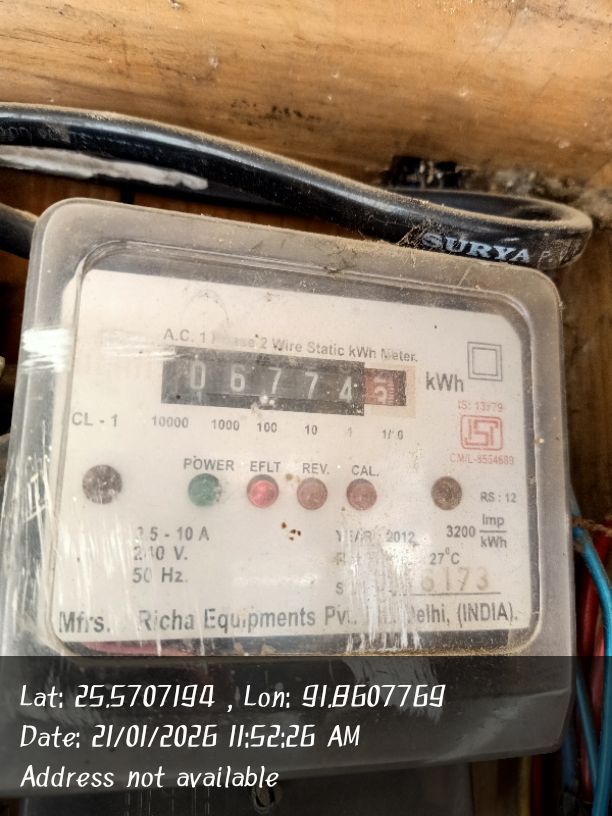 SURYA P
A.C. 1 Phase 2 Wire Static kWh Meter.
0 6 7 7 4
kWh
IS: 13779
CL - 1
10000 1000 100 10 1 1/10
CM/L-8554689
POWER EFLT REV. CAL.
RS : 12
2.5 - 10 A
YEAR : 2012
3200 Imp/kWh
240 V.
27°C
50 Hz.
6173
Mfrs. Richa Equipments Pvt. Delhi, (INDIA).
Lat: 25.5707194 , Lon: 91.8607769
Date: 21/01/2026 11:52:26 AM
Address not available